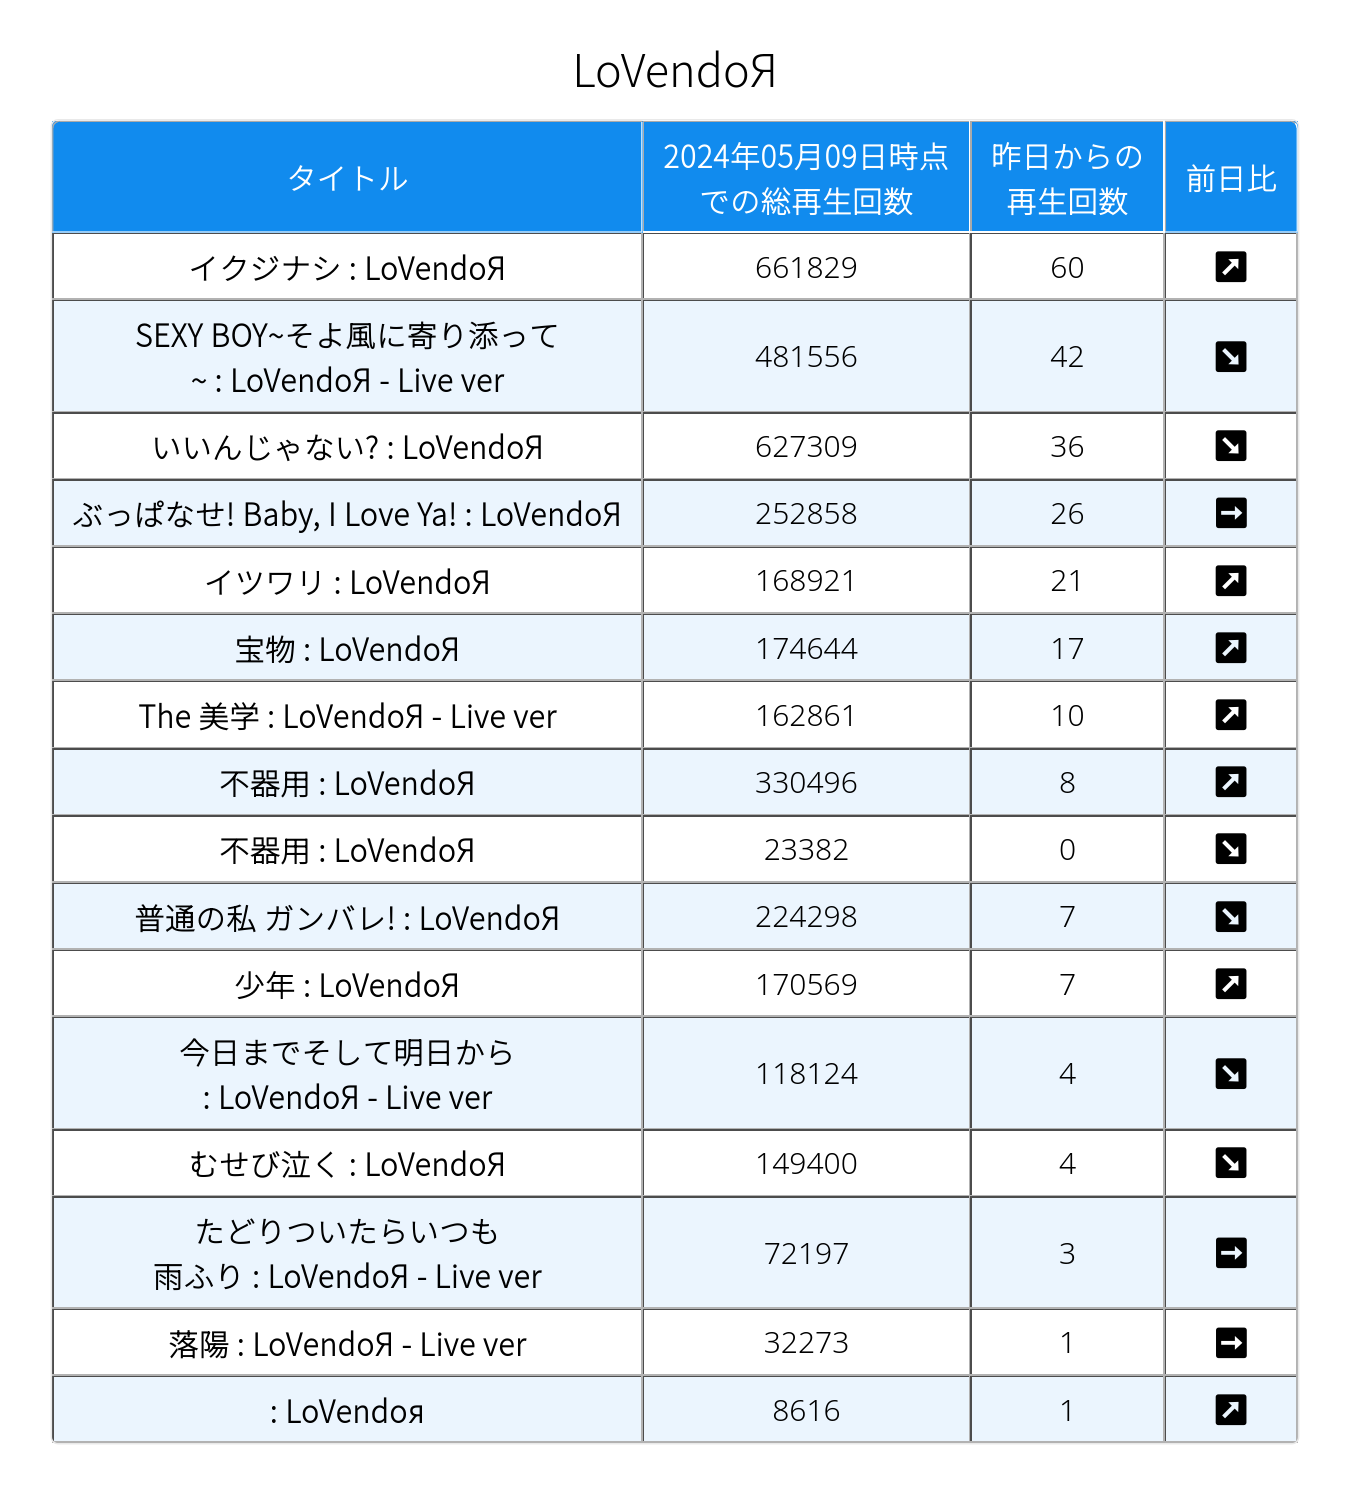 LoVendoЯ
タイトル
2024年05月09日時点
での総再生回数
昨日からの
再生回数
前日比
イクジナシ : LoVendoЯ 661829 60 ↗
SEXY BOY~そよ風に寄り添って
~ : LoVendoЯ - Live ver 481556 42 ↘
いいんじゃない? : LoVendoЯ 627309 36 ↘
ぶっぱなせ! Baby, I Love Ya! : LoVendoЯ 252858 26 →
イツワリ : LoVendoЯ 168921 21 ↗
宝物 : LoVendoЯ 174644 17 ↗
The 美学 : LoVendoЯ - Live ver 162861 10 ↗
不器用 : LoVendoЯ 330496 8 ↗
不器用 : LoVendoЯ 23382 0 ↘
普通の私 ガンバレ! : LoVendoЯ 224298 7 ↘
少年 : LoVendoЯ 170569 7 ↗
今日までそして明日から
: LoVendoЯ - Live ver 118124 4 ↘
むせび泣く : LoVendoЯ 149400 4 ↘
たどりついたらいつも
雨ふり : LoVendoЯ - Live ver 72197 3 →
落陽 : LoVendoЯ - Live ver 32273 1 →
: LoVendoя 8616 1 ↗